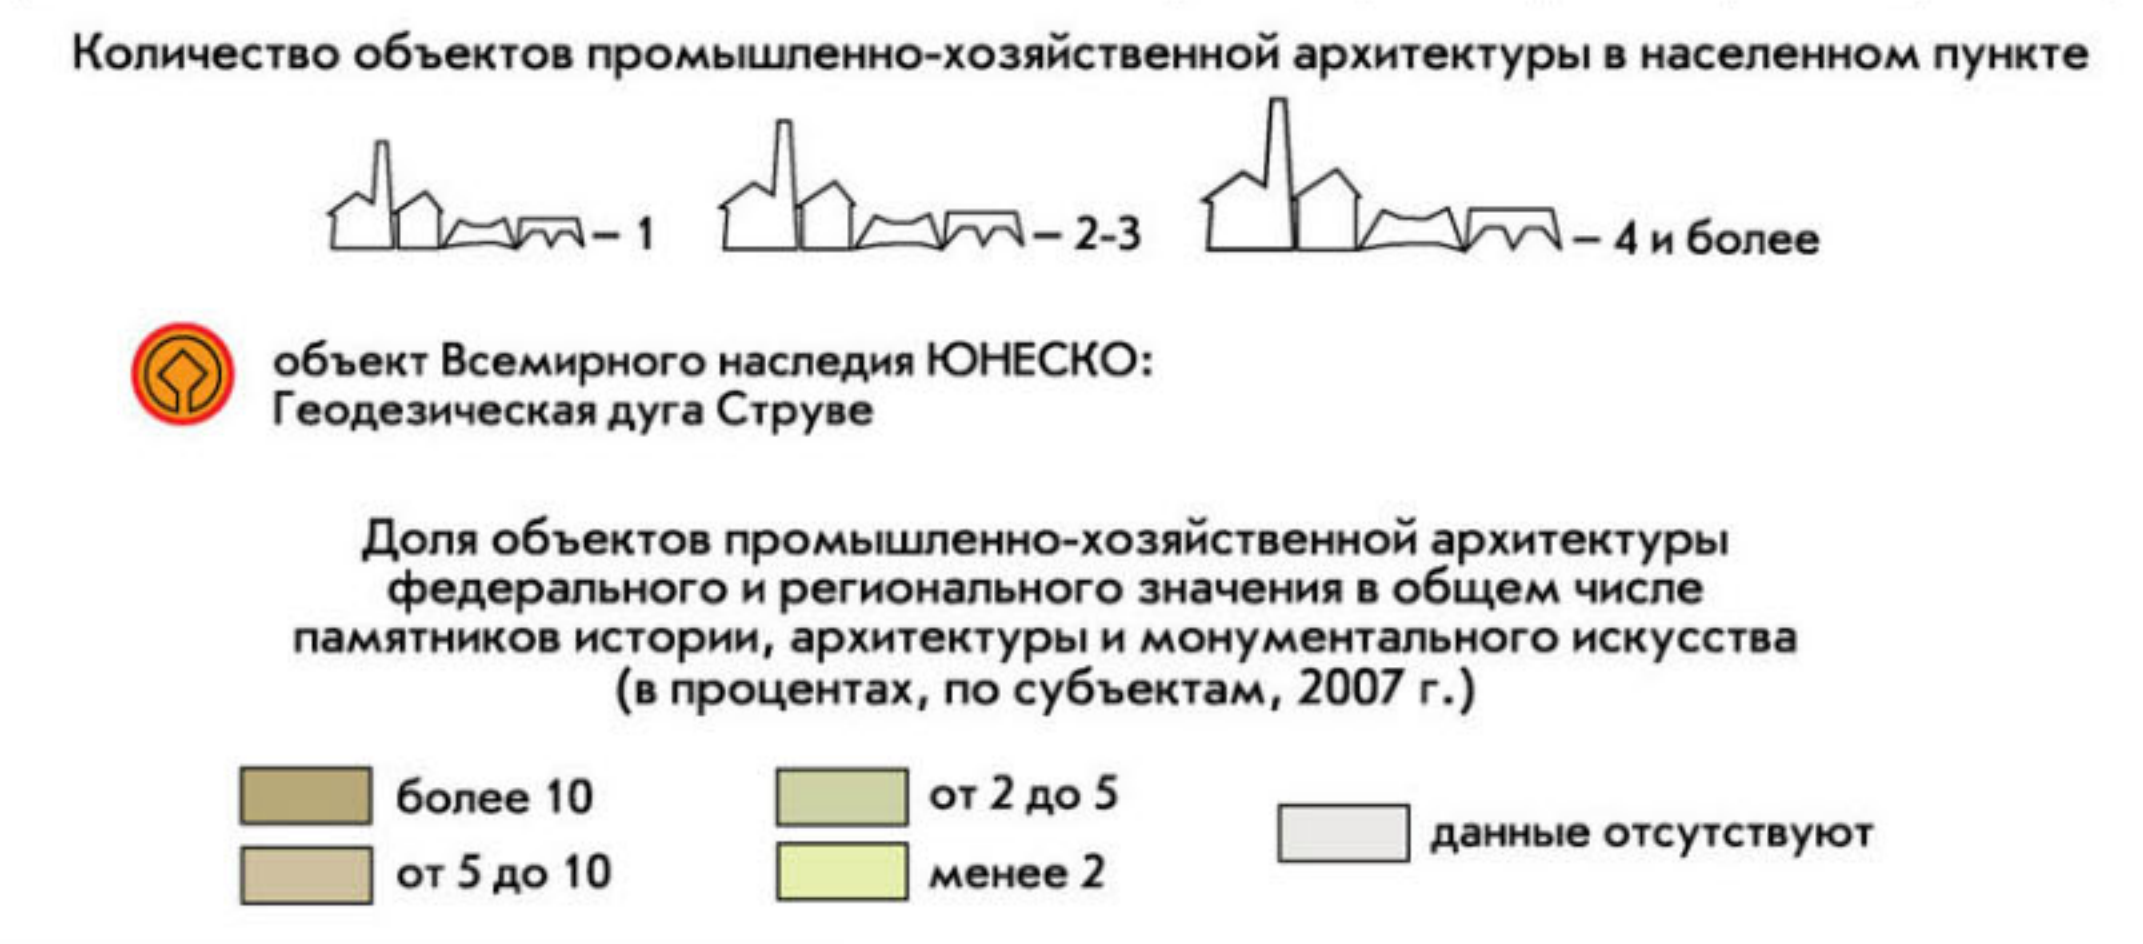 Количество объектов промышленно-хозяйственной архитектуры в населенном пункте
– 1 – 2-3 – 4 и более
объект Всемирного наследия ЮНЕСКО:
Геодезическая дуга Струве
Доля объектов промышленно-хозяйственной архитектуры
федерального и регионального значения в общем числе
памятников истории, архитектуры и монументального искусства
(в процентах, по субъектам, 2007 г.)
более 10
от 5 до 10
от 2 до 5
менее 2
данные отсутствуют